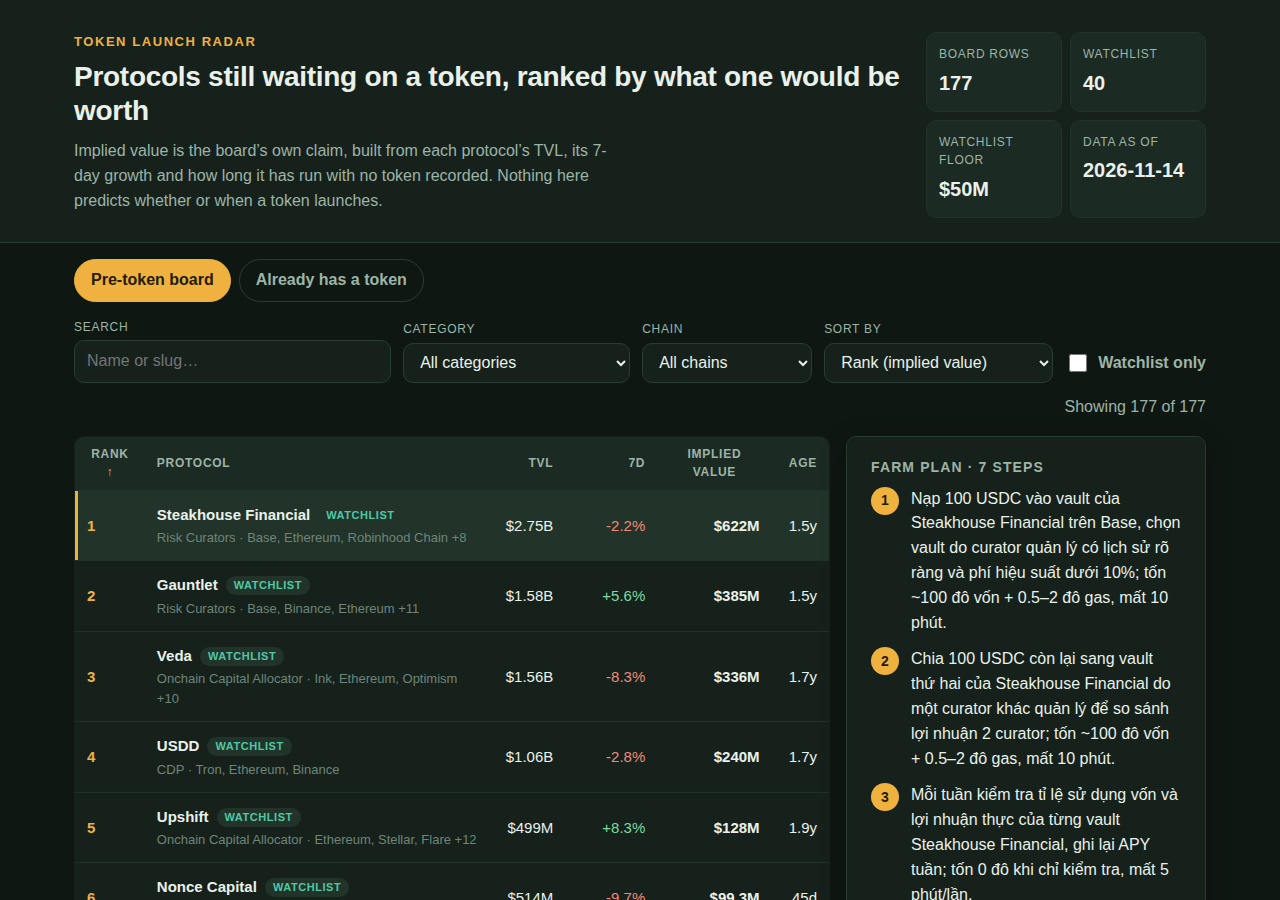 TOKEN LAUNCH RADAR
Protocols still waiting on a token, ranked by what one would be
worth
Implied value is the board’s own claim, built from each protocol’s TVL, its 7-
day growth and how long it has run with no token recorded. Nothing here
predicts whether or when a token launches.
BOARD ROWS
177
WATCHLIST
40
WATCHLIST
FLOOR
$50M
DATA AS OF
2026-11-14
Pre-token board
Already has a token
SEARCH
Name or slug…
CATEGORY
All categories
CHAIN
All chains
SORT BY
Rank (implied value)
Watchlist only
Showing 177 of 177
RANK ↑ PROTOCOL TVL 7D IMPLIED VALUE AGE
1 Steakhouse Financial WATCHLIST $2.75B -2.2% $622M 1.5y
Risk Curators · Base, Ethereum, Robinhood Chain +8
2 Gauntlet WATCHLIST $1.58B +5.6% $385M 1.5y
Risk Curators · Base, Binance, Ethereum +11
3 Veda WATCHLIST $1.56B -8.3% $336M 1.7y
Onchain Capital Allocator · Ink, Ethereum, Optimism
+10
4 USDD WATCHLIST $1.06B -2.8% $240M 1.7y
CDP · Tron, Ethereum, Binance
5 Upshift WATCHLIST $499M +8.3% $128M 1.9y
Onchain Capital Allocator · Ethereum, Stellar, Flare +12
6 Nonce Capital WATCHLIST $514M -9.7% $99.3M 45d
FARM PLAN · 7 STEPS
1 Nạp 100 USDC vào vault của
Steakhouse Financial trên Base, chọn
vault do curator quản lý có lịch sử rõ
ràng và phí hiệu suất dưới 10%; tốn
~100 đô vốn + 0.5–2 đô gas, mất 10
phút.
2 Chia 100 USDC còn lại sang vault
thứ hai của Steakhouse Financial do
một curator khác quản lý để so sánh
lợi nhuận 2 curator; tốn ~100 đô vốn
+ 0.5–2 đô gas, mất 10 phút.
3 Mỗi tuần kiểm tra tỉ lệ sử dụng vốn và
lợi nhuận thực của từng vault
Steakhouse Financial, ghi lại APY
tuần; tốn 0 đô khi chỉ kiểm tra, mất 5
phút/lần.